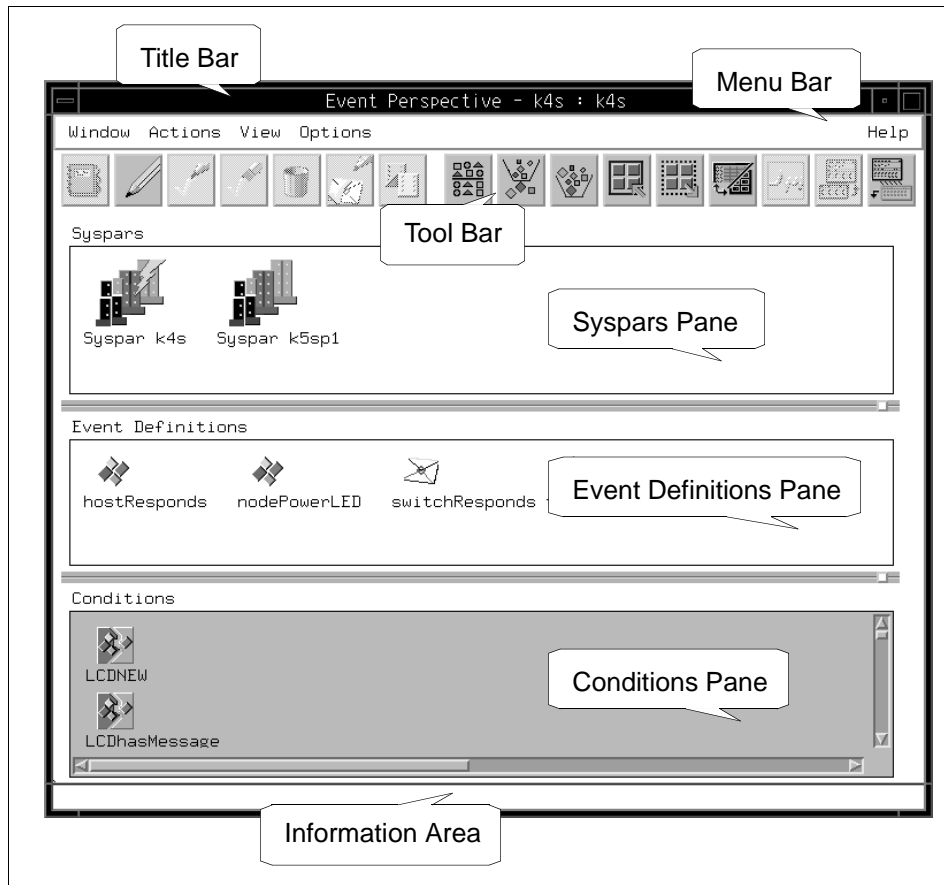 Title Bar
Menu Bar
Event Perspective - k4s : k4s
Window Actions View Options Help
Tool Bar
Syspars
Syspar k4s Syspar k5sp1
Syspars Pane
Event Definitions
hostResponds nodePowerLED switchResponds
Event Definitions Pane
Conditions
LCDNEW
LCDhasMessage
Conditions Pane
Information Area